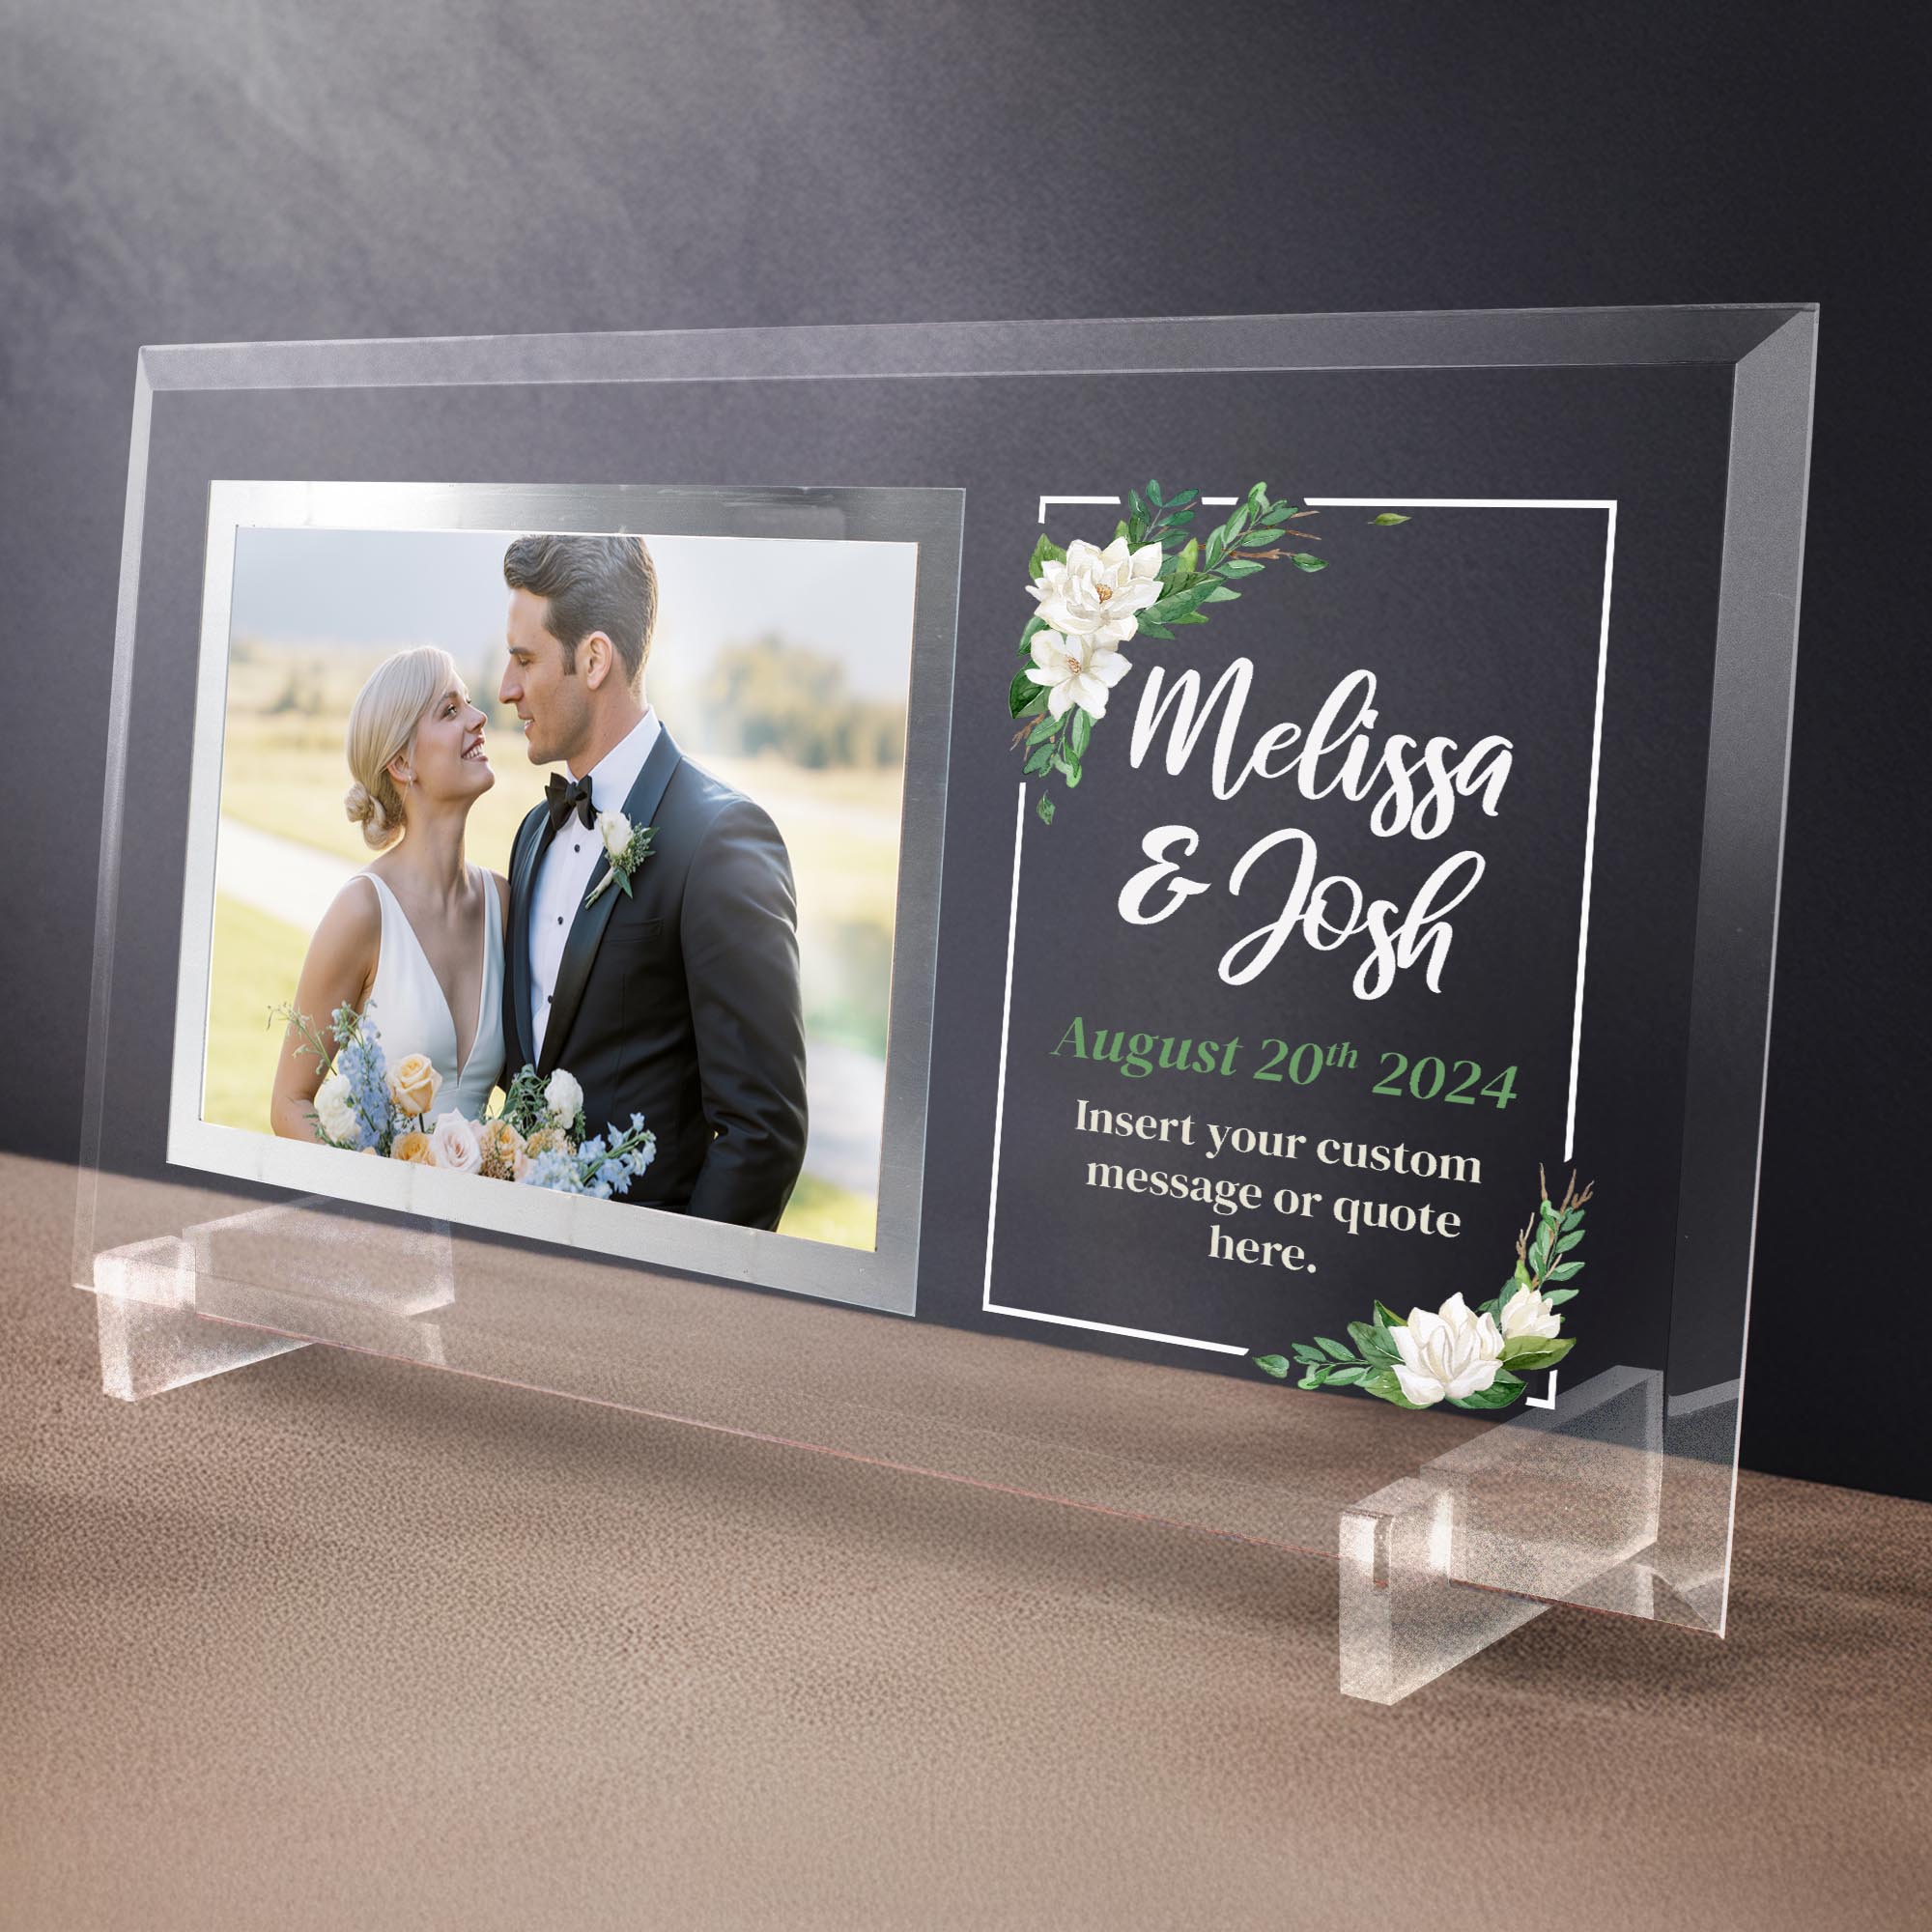 Melissa
& Josh
August 20th 2024
Insert your custom
message or quote
here.